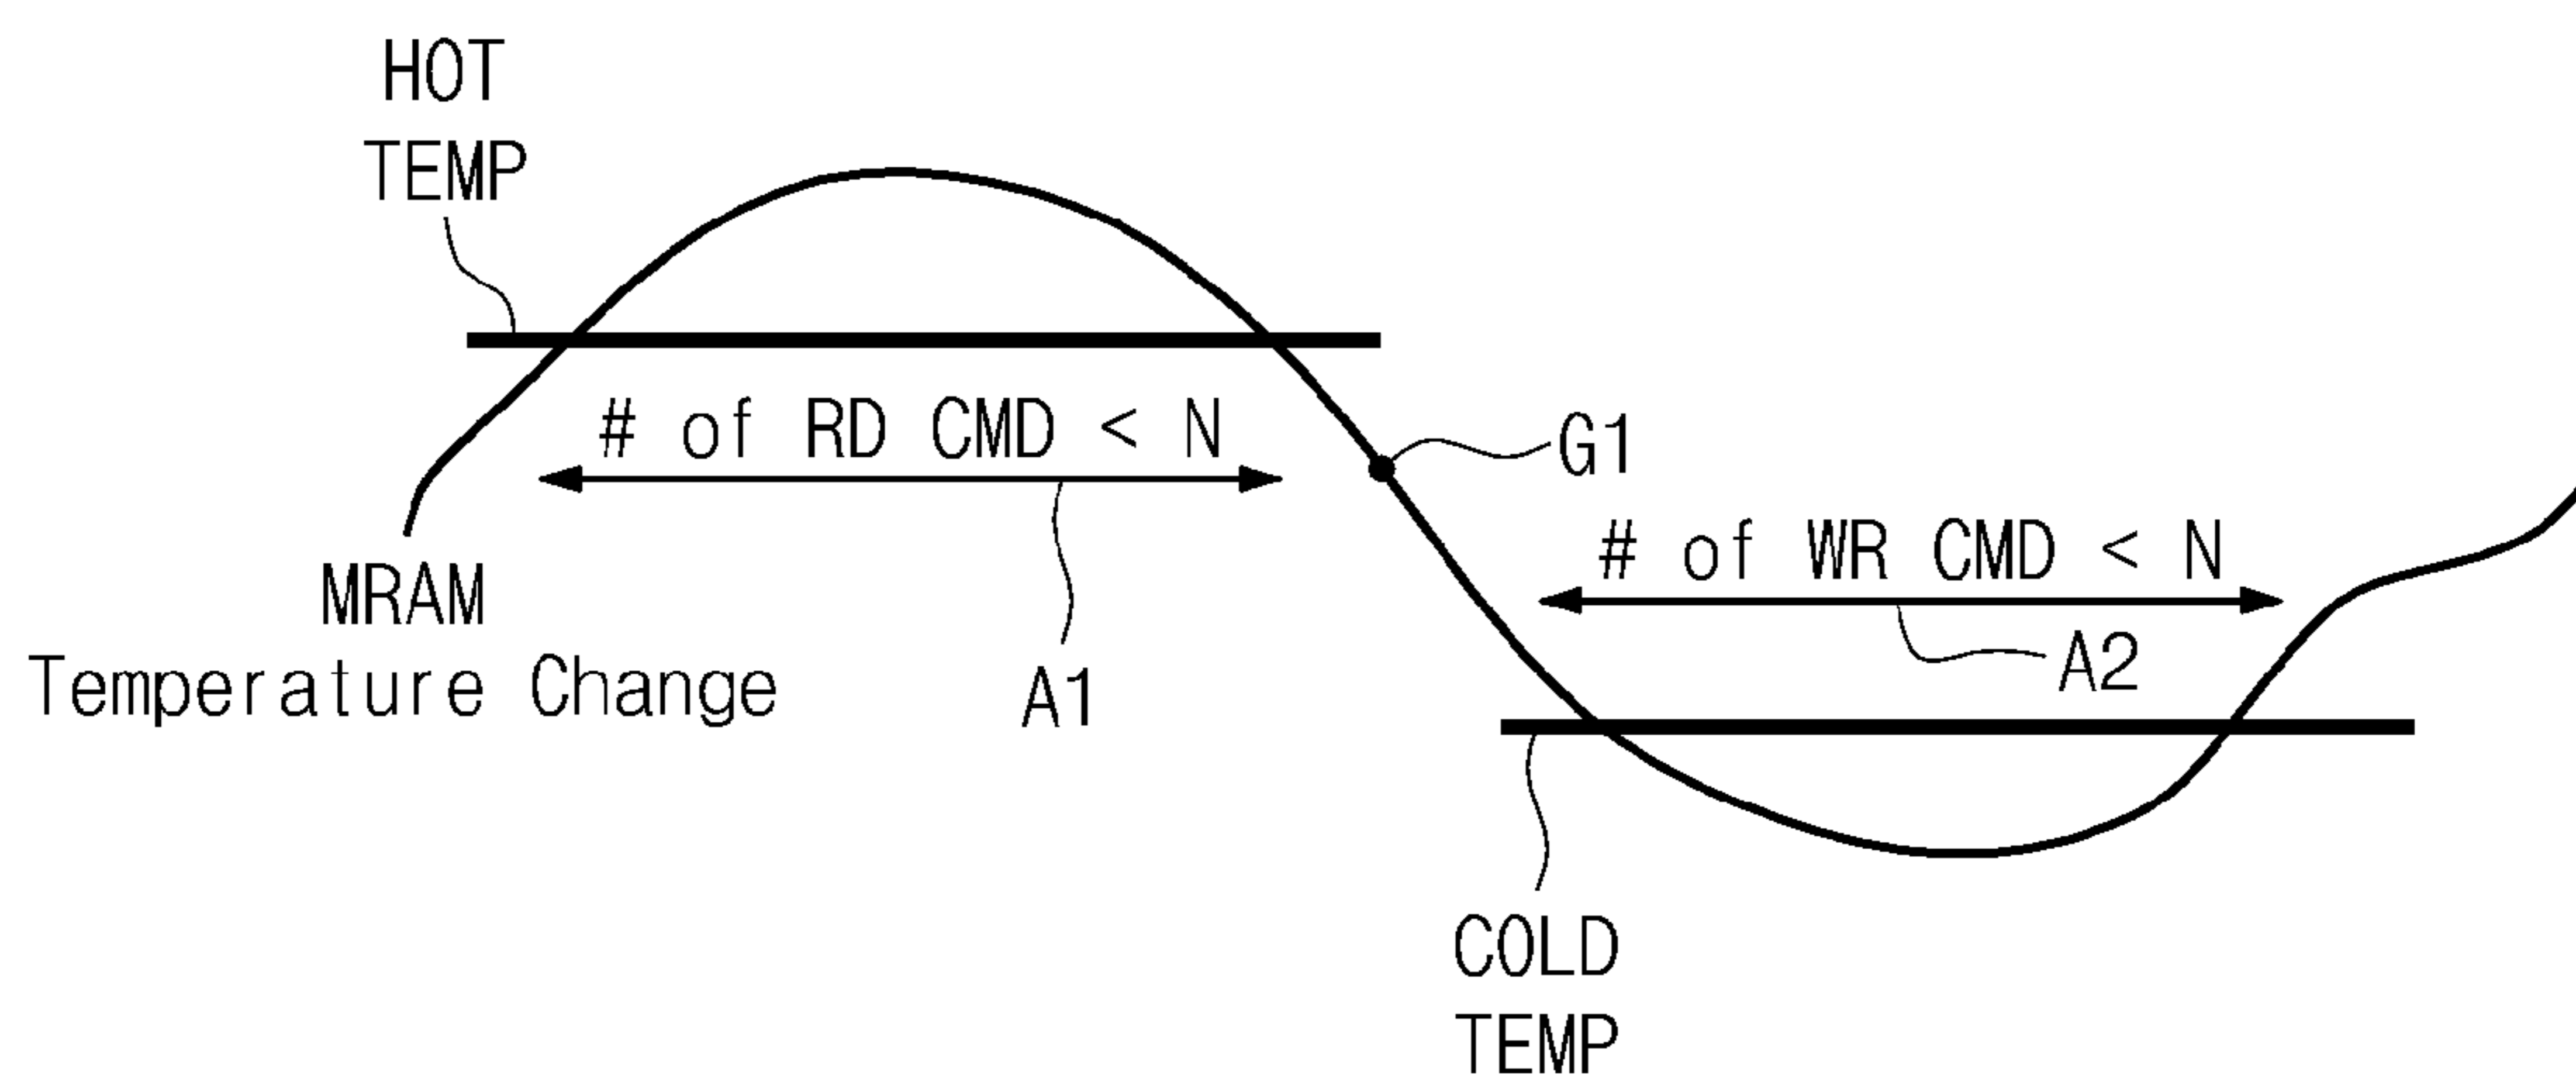 HOT
TEMP
# of RD CMD < N
G1
# of WR CMD < N
MRAM
Temperature Change
A1
A2
COLD
TEMP